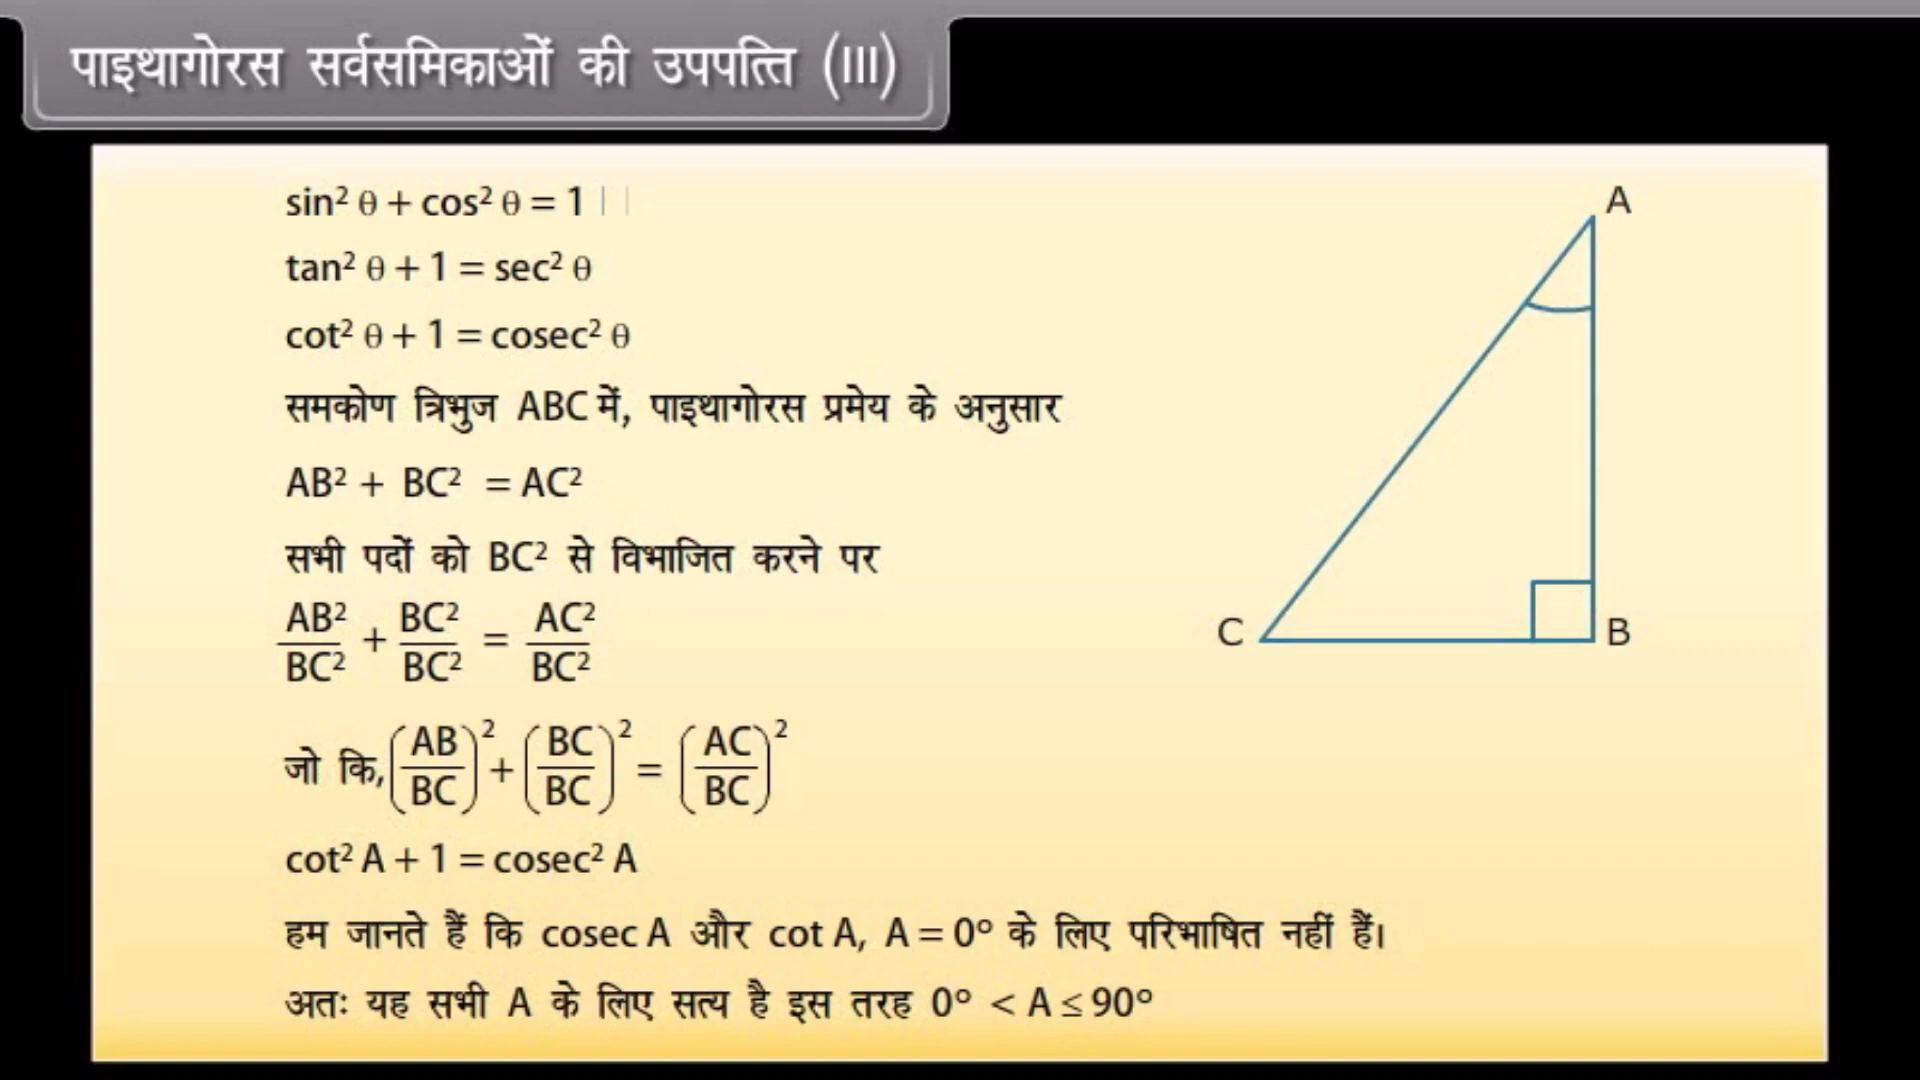 पाइथागोरस सर्वसमिकाओं की उपपत्ति (III)
sin² θ + cos² θ = 1
tan² θ + 1 = sec² θ
cot² θ + 1 = cosec² θ
समकोण त्रिभुज ABC में, पाइथागोरस प्रमेय के अनुसार
AB² + BC² = AC²
सभी पदों को BC² से विभाजित करने पर
AB²/BC² + BC²/BC² = AC²/BC²
जो कि, (AB/BC)² + (BC/BC)² = (AC/BC)²
cot² A + 1 = cosec² A
हम जानते हैं कि cosec A और cot A, A = 0° के लिए परिभाषित नहीं हैं।
अतः यह सभी A के लिए सत्य है इस तरह 0° < A ≤ 90°
A
C
B